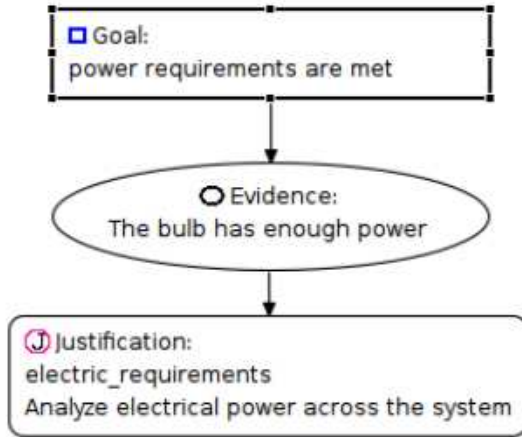 Goal:
power requirements are met
Evidence:
The bulb has enough power
J Justification:
electric_requirements
Analyze electrical power across the system